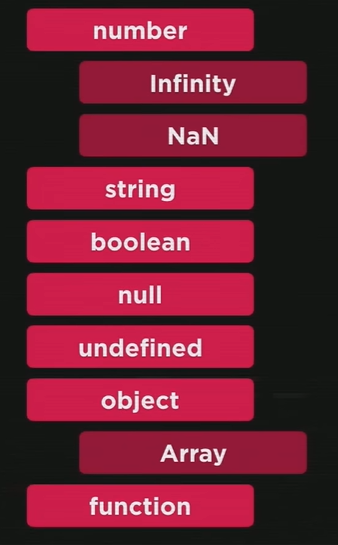 number
Infinity
NaN
string
boolean
null
undefined
object
Array
function